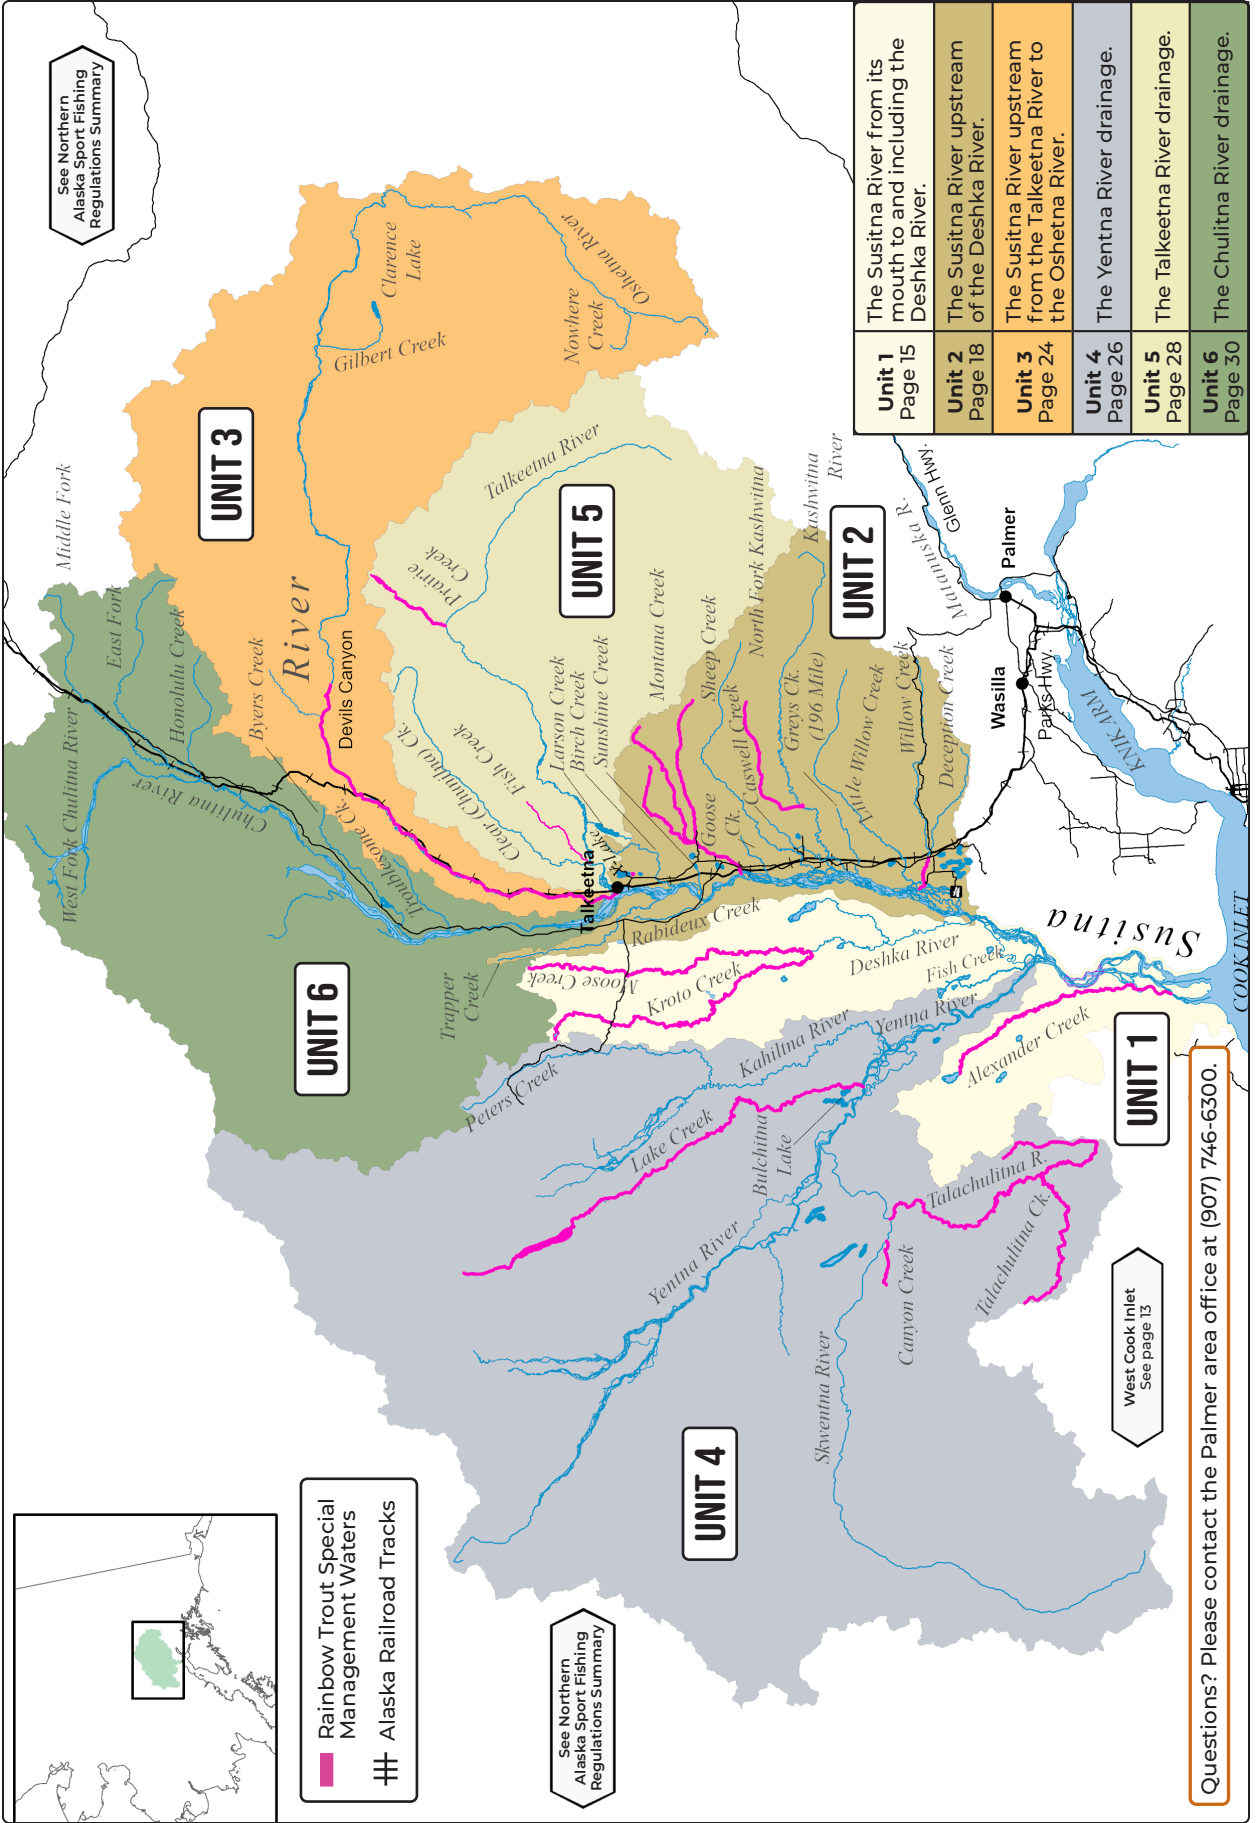 See Northern
Alaska Sport Fishing
Regulations Summary
Rainbow Trout Special
Management Waters
Alaska Railroad Tracks
See Northern
Alaska Sport Fishing
Regulations Summary
UNIT 6
UNIT 3
UNIT 5
UNIT 2
UNIT 4
UNIT 1
West Fork Chulitna River
Middle Fork
East Fork
Honolulu Creek
Chulitna River
Byers Creek
Troublesome Ck.
River
Devils Canyon
Gilbert Creek
Clarence
Lake
Nowhere
Creek
Oshetna River
Talkeetna River
Prairie
Creek
Clear (Chunilna) Ck.
Fish Creek
Larson Creek
Birch Creek
Sunshine Creek
Talkeetna
X-Lake
Montana Creek
Sheep Creek
Goose
Ck.
Caswell Creek
North Fork Kashwitna
Kashwitna
River
Greys Ck.
(196 Mile)
Little Willow Creek
Willow Creek
Deception Creek
Trapper
Creek
Rabideux Creek
Moose Creek
Kroto Creek
Deshka River
Fish Creek
Peters Creek
Kahiltna River
Yentna River
Lake Creek
Bulchitna
Lake
Yentna River
Skwentna River
Canyon Creek
Talachulitna R.
Talachulitna Ck.
Alexander Creek
Susitna
COOK INLET
KNIK ARM
Wasilla
Parks Hwy.
Palmer
Matanuska R.
Glenn Hwy.
West Cook Inlet
See page 13
Unit 1
Page 15
The Susitna River from its
mouth to and including the
Deshka River.
Unit 2
Page 18
The Susitna River upstream
of the Deshka River.
Unit 3
Page 24
The Susitna River upstream
from the Talkeetna River to
the Oshetna River.
Unit 4
Page 26
The Yentna River drainage.
Unit 5
Page 28
The Talkeetna River drainage.
Unit 6
Page 30
The Chulitna River drainage.
Questions? Please contact the Palmer area office at (907) 746-6300.